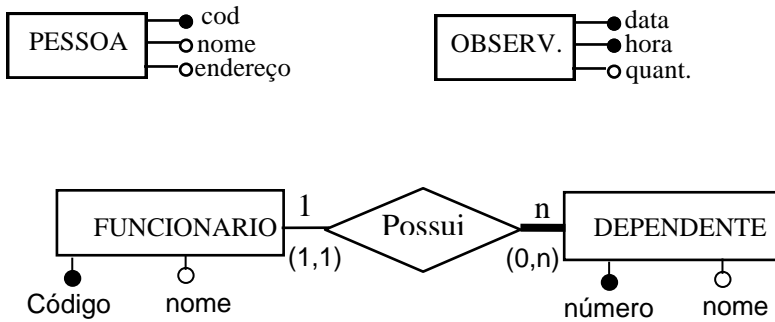 PESSOA
cod
nome
endereço
OBSERV.
data
hora
quant.
FUNCIONARIO
1
(1,1)
Possui
n
(0,n)
DEPENDENTE
Código
nome
número
nome